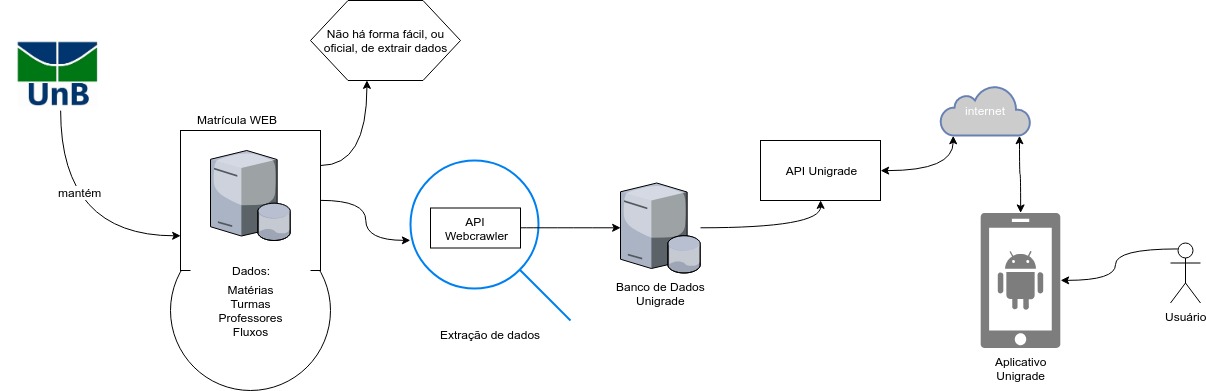 UnB
mantém
Matrícula WEB
Dados:
Matérias
Turmas
Professores
Fluxos
Não há forma fácil, ou
oficial, de extrair dados
API
Webcrawler
Extração de dados
Banco de Dados
Unigrade
API Unigrade
internet
Aplicativo
Unigrade
Usuário